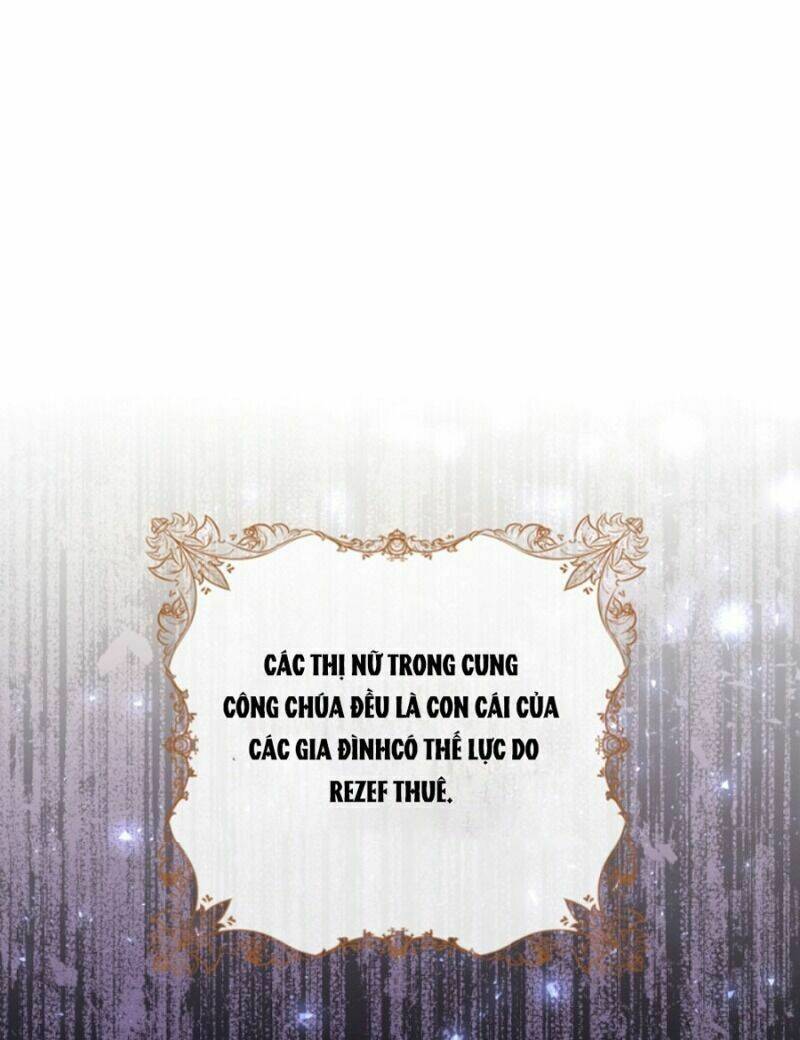 CÁC THỊ NỮ TRONG CUNG
CÔNG CHÚA ĐỀU LÀ CON CÁI CỦA
CÁC GIA ĐÌNHCÓ THẾ LỰC DO
REZEF THUÊ.